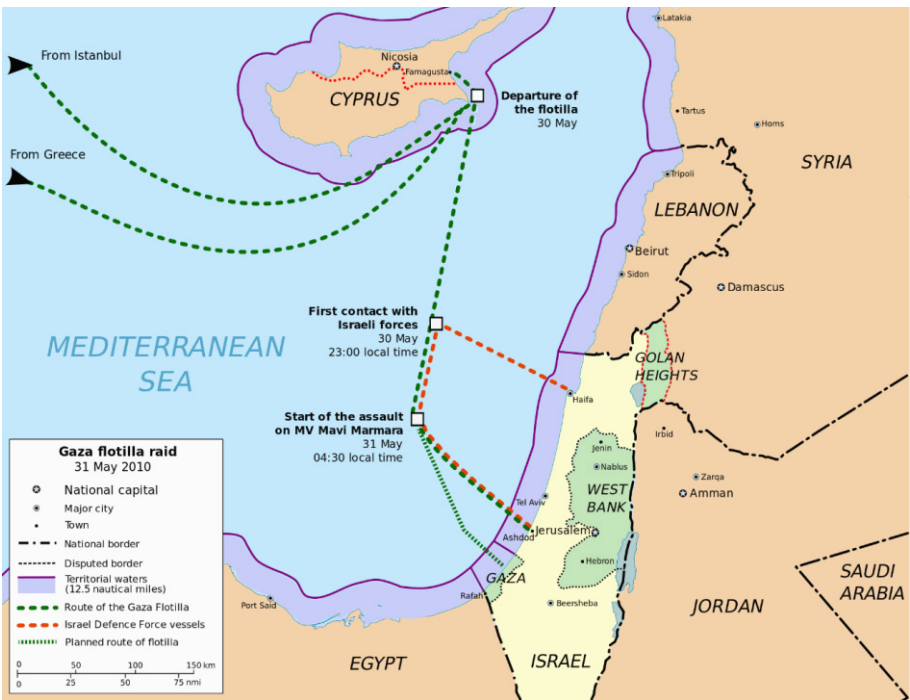 From Istanbul
From Greece
Nicosia
Famagusta
CYPRUS
Departure of
the flotilla
30 May
Latakia
Tartus
Homs
SYRIA
Tripoli
LEBANON
Beirut
Sidon
Damascus
First contact with
Israeli forces
30 May
23:00 local time
MEDITERRANEAN
SEA
GOLAN
HEIGHTS
Haifa
Start of the assault
on MV Mavi Marmara
31 May
04:30 local time
Irbid
Jenin
Nablus
Zarqa
Amman
WEST
BANK
Tel Aviv
Jerusalem
Ashdod
Hebron
GAZA
Rafah
Beersheba
Port Said
SAUDI
ARABIA
JORDAN
EGYPT
ISRAEL
Gaza flotilla raid
31 May 2010
National capital
Major city
Town
National border
Disputed border
Territorial waters
(12.5 nautical miles)
Route of the Gaza Flotilla
Israel Defence Force vessels
Planned route of flotilla
0 50 100 150 km
0 25 50 75 nmi